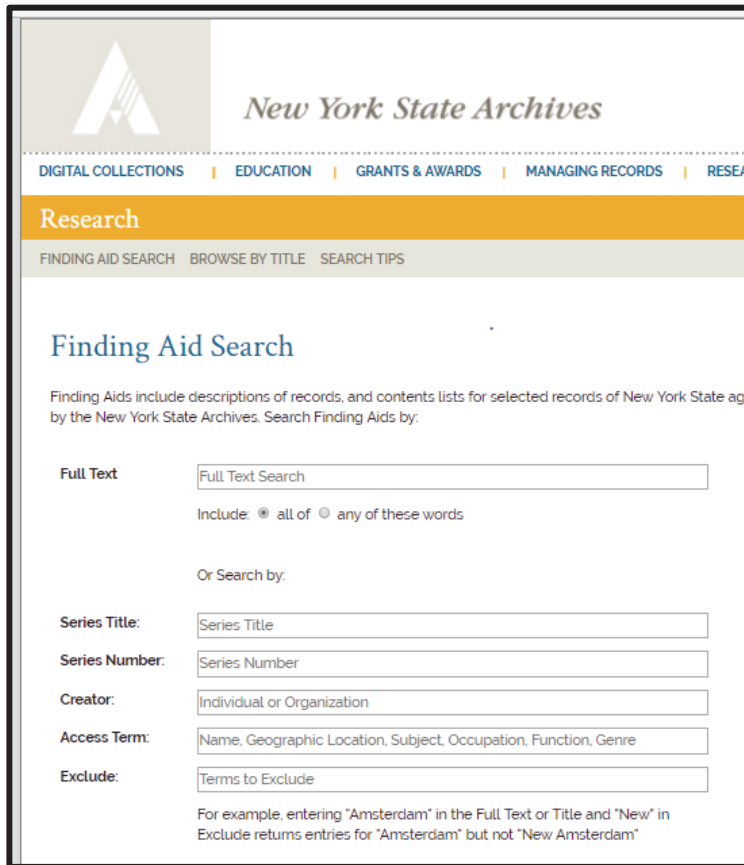 New York State Archives
DIGITAL COLLECTIONS | EDUCATION | GRANTS & AWARDS | MANAGING RECORDS |
Research
FINDING AID SEARCH BROWSE BY TITLE SEARCH TIPS
Finding Aid Search
Finding Aids include descriptions of records, and contents lists for selected records of New York State
by the New York State Archives. Search Finding Aids by:
Full Text Full Text Search
Include: all of any of these words
Or Search by:
Series Title: Series Title
Series Number: Series Number
Creator: Individual or Organization
Access Term: Name, Geographic Location, Subject, Occupation, Function, Genre
Exclude: Terms to Exclude
For example, entering "Amsterdam" in the Full Text or Title and "New" in
Exclude returns entries for "Amsterdam" but not "New Amsterdam"